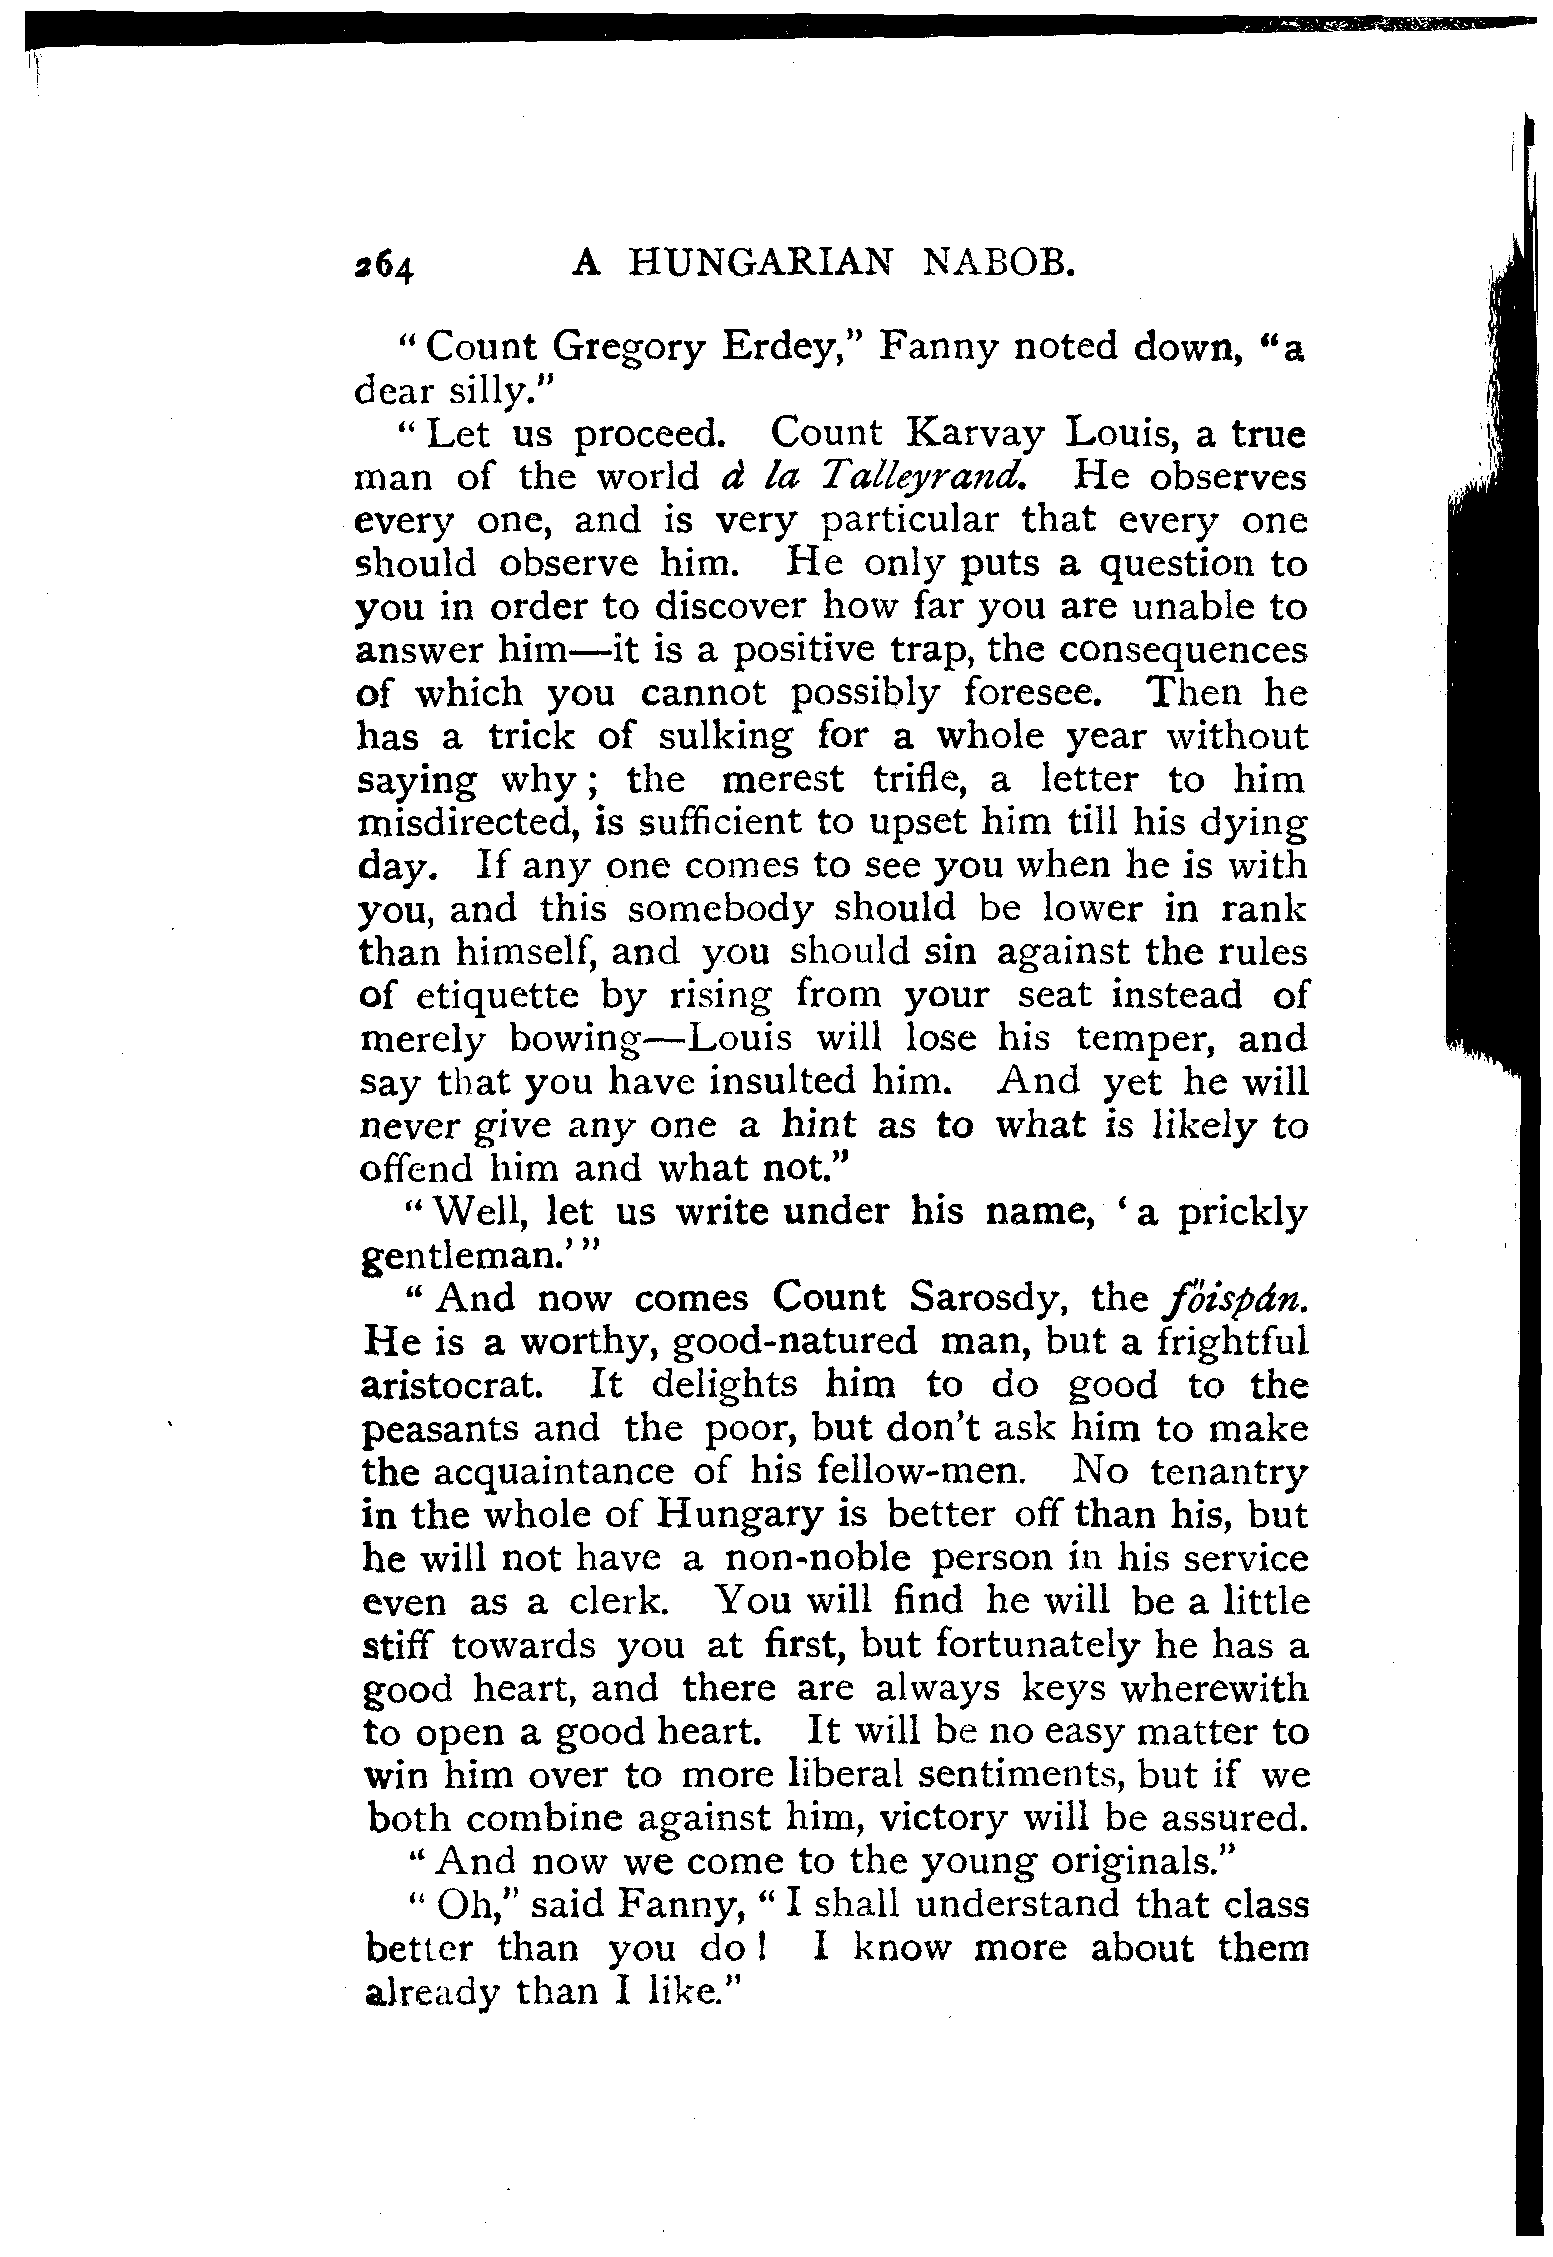 264 A HUNGARIAN NABOB.
“Count Gregory Erdey,” Fanny noted down, “a
dear silly.”
“Let us proceed. Count Karvay Louis, a true
man of the world à la Talleyrand. He observes
every one, and is very particular that every one
should observe him. He only puts a question to
you in order to discover how far you are unable to
answer him—it is a positive trap, the consequences
of which you cannot possibly foresee. Then he
has a trick of sulking for a whole year without
saying why; the merest trifle, a letter to him
misdirected, is sufficient to upset him till his dying
day. If any one comes to see you when he is with
you, and this somebody should be lower in rank
than himself, and you should sin against the rules
of etiquette by rising from your seat instead of
merely bowing—Louis will lose his temper, and
say that you have insulted him. And yet he will
never give any one a hint as to what is likely to
offend him and what not.”
“Well, let us write under his name, ‘a prickly
gentleman.’”
“And now comes Count Sarosdy, the főispán.
He is a worthy, good-natured man, but a frightful
aristocrat. It delights him to do good to the
peasants and the poor, but don't ask him to make
the acquaintance of his fellow-men. No tenantry
in the whole of Hungary is better off than his, but
he will not have a non-noble person in his service
even as a clerk. You will find he will be a little
stiff towards you at first, but fortunately he has a
good heart, and there are always keys wherewith
to open a good heart. It will be no easy matter to
win him over to more liberal sentiments, but if we
both combine against him, victory will be assured.
“And now we come to the young originals.”
“Oh,” said Fanny, “I shall understand that class
better than you do! I know more about them
already than I like.”